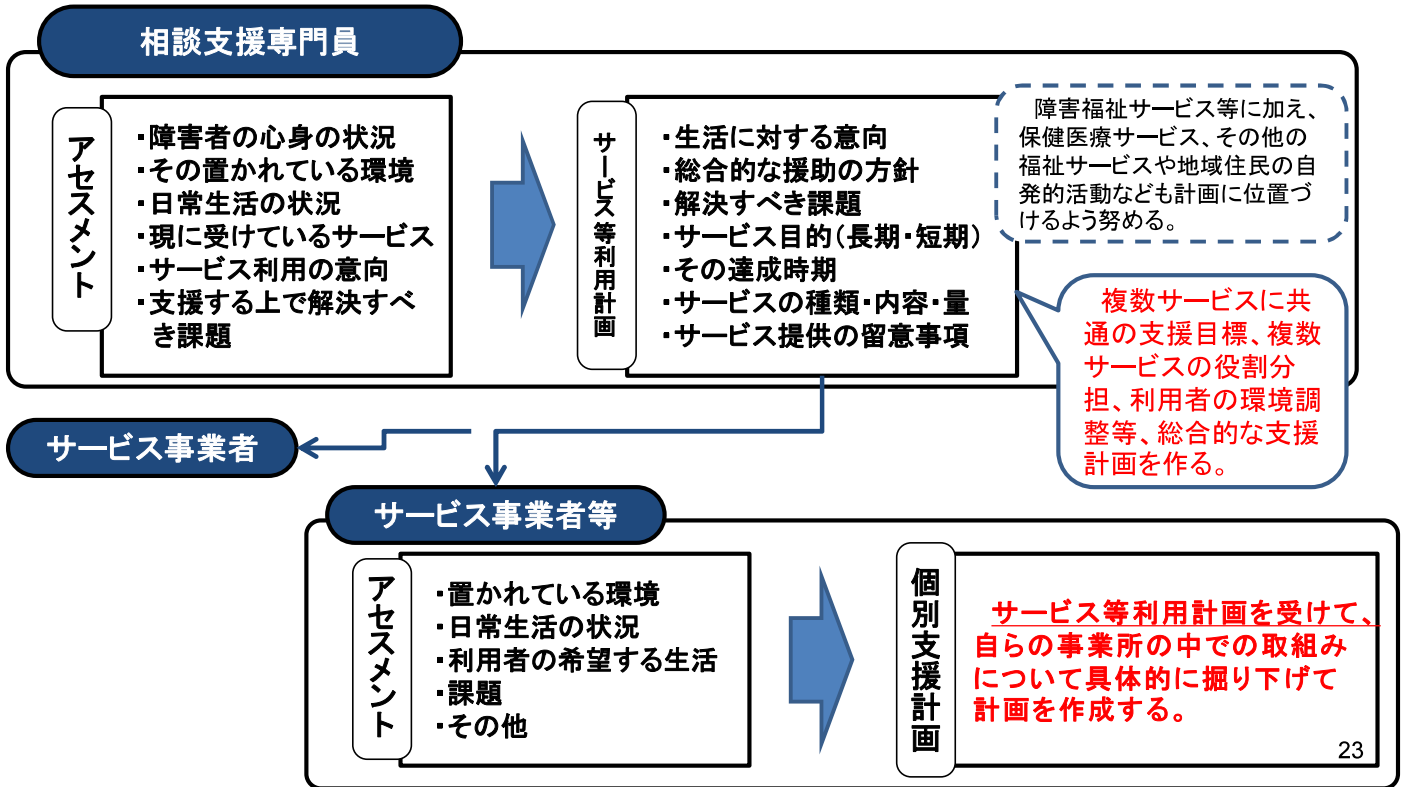 相談支援専門員
アセスメント
・障害者の心身の状況
・その置かれている環境
・日常生活の状況
・現に受けているサービス
・サービス利用の意向
・支援する上で解決すべ
き課題
サービス等利用計画
・生活に対する意向
・総合的な援助の方針
・解決すべき課題
・サービス目的（長期・短期）
・その達成時期
・サービスの種類・内容・量
・サービス提供の留意事項
障害福祉サービス等に加え、
保健医療サービス、その他の
福祉サービスや地域住民の自
発的活動なども計画に位置づ
けるよう努める。
複数サービスに共
通の支援目標、複数
サービスの役割分
担、利用者の環境調
整等、総合的な支援
計画を作る。
サービス事業者
サービス事業者等
アセスメント
・置かれている環境
・日常生活の状況
・利用者の希望する生活
・課題
・その他
個別支援計画
サービス等利用計画を受けて、
自らの事業所の中での取組み
について具体的に掘り下げて
計画を作成する。
23